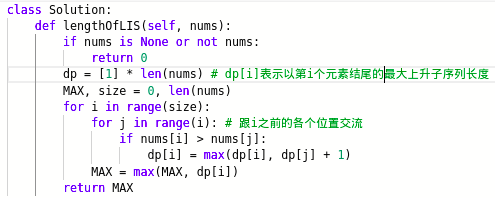 class Solution:
    def lengthOfLIS(self, nums):
        if nums is None or not nums:
            return 0
        dp = [1] * len(nums) # dp[i]表示以第i个元素结尾的最大上升子序列长度
        MAX, size = 0, len(nums)
        for i in range(size):
            for j in range(i): # 跟i之前的各个位置交流
                if nums[i] > nums[j]:
                    dp[i] = max(dp[i], dp[j] + 1)
            MAX = max(MAX, dp[i])
        return MAX